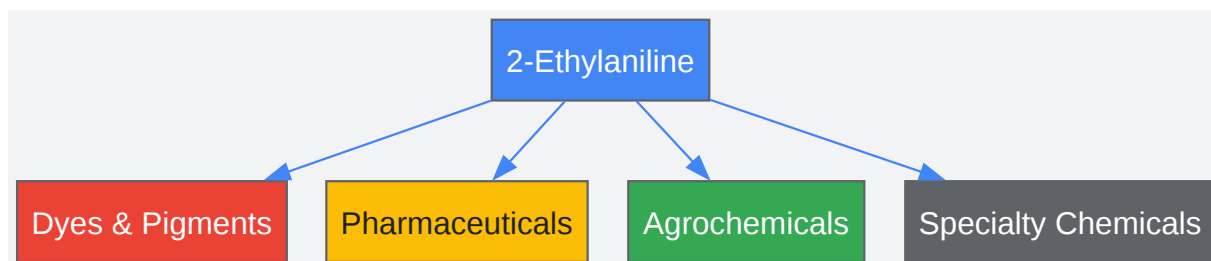 2-Ethylaniline
Dyes & Pigments
Pharmaceuticals
Agrochemicals
Specialty Chemicals